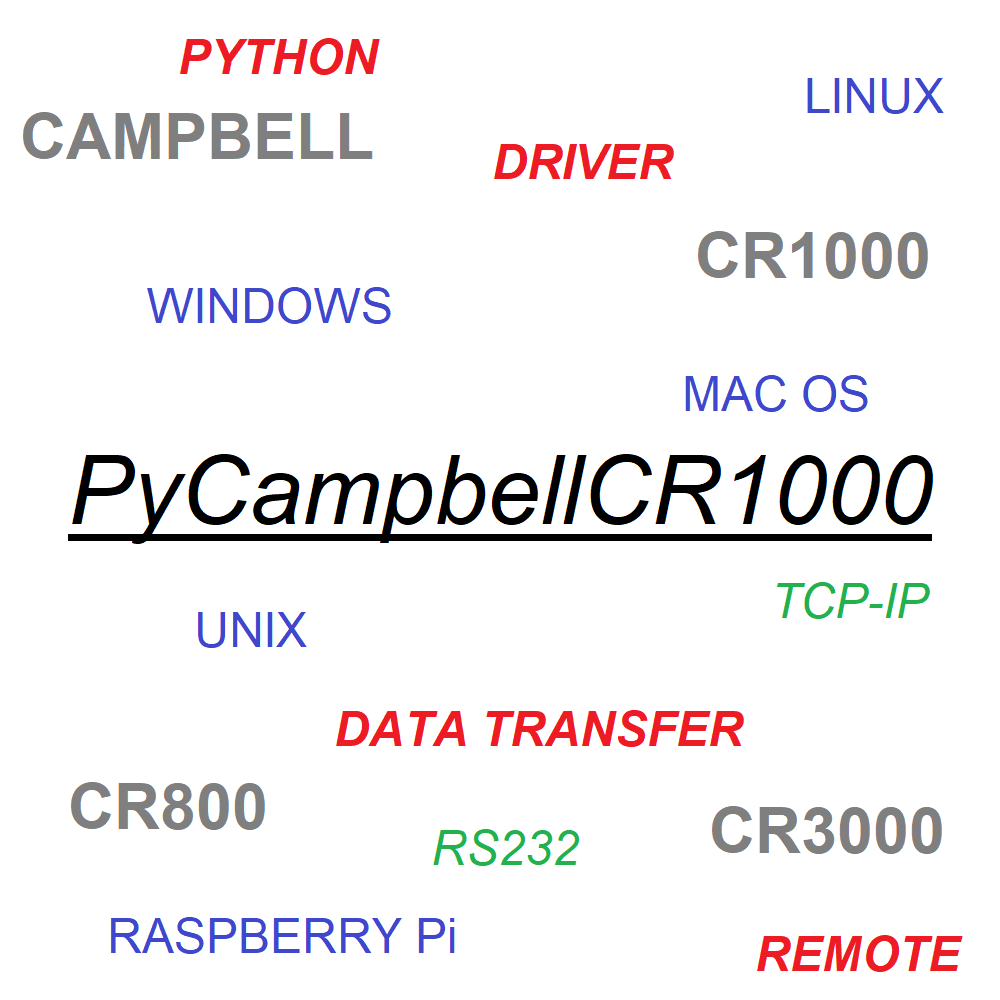 PYTHON
LINUX
CAMPBELL
DRIVER
CR1000
WINDOWS
MAC OS
PyCampbellCR1000
TCP-IP
UNIX
DATA TRANSFER
CR800
CR3000
RS232
RASPBERRY Pi
REMOTE